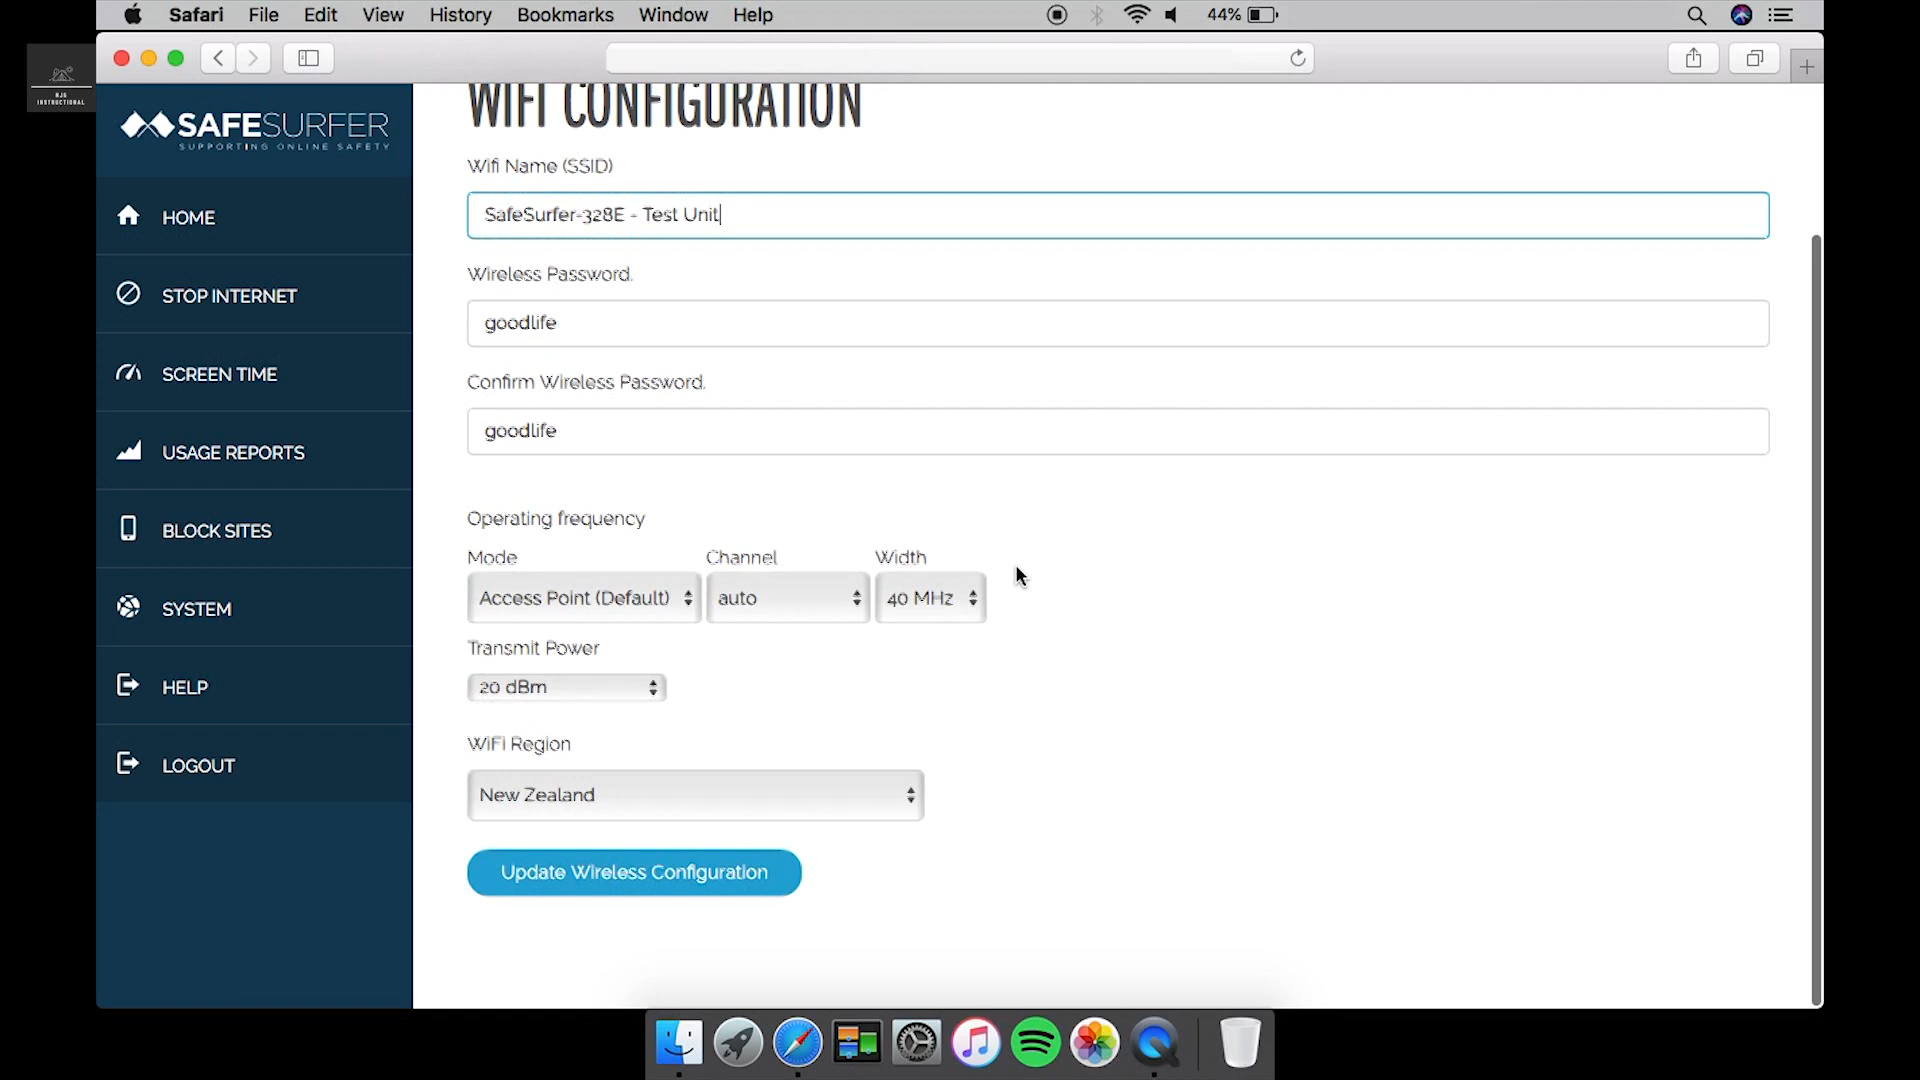 Safari File Edit View History Bookmarks Window Help 44%
NJS
INSTRUCTIONAL
SAFESURFER
SUPPORTING ONLINE SAFETY
HOME
STOP INTERNET
SCREEN TIME
USAGE REPORTS
BLOCK SITES
SYSTEM
HELP
LOGOUT
WIFI CONFIGURATION
Wifi Name (SSID)
SafeSurfer-328E - Test Unit
Wireless Password.
goodlife
Confirm Wireless Password.
goodlife
Operating frequency
Mode Channel Width
Access Point (Default) auto 40 MHz
Transmit Power
20 dBm
WiFi Region
New Zealand
Update Wireless Configuration